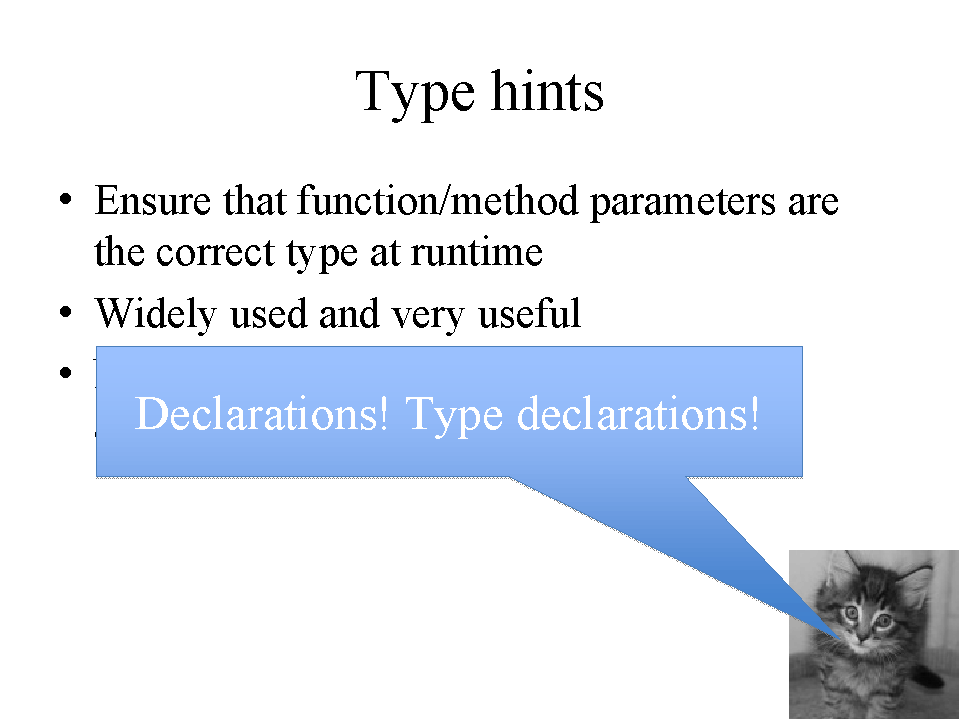 Type hints
• Ensure that function/method parameters are
the correct type at runtime
• Widely used and very useful
•
Declarations! Type declarations!